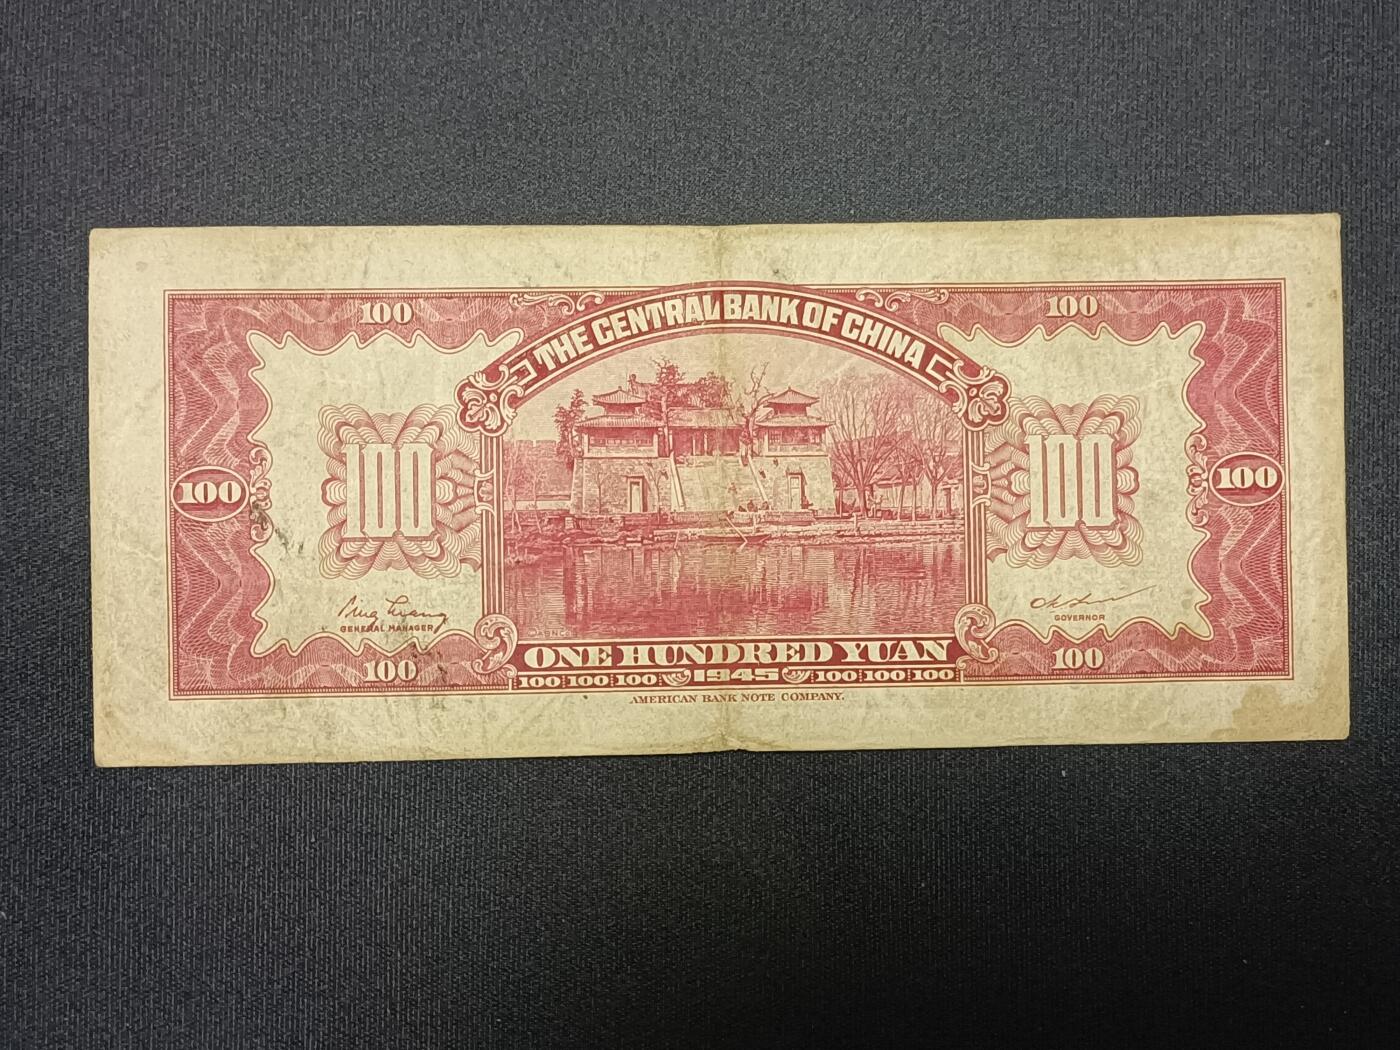 100 100
THE CENTRAL BANK OF CHINA
100 100
100 100
GENERAL MANAGER
GOVERNOR
100 100
ONE HUNDRED YUAN
100 100 100 1945 100 100 100
AMERICAN BANK NOTE COMPANY.